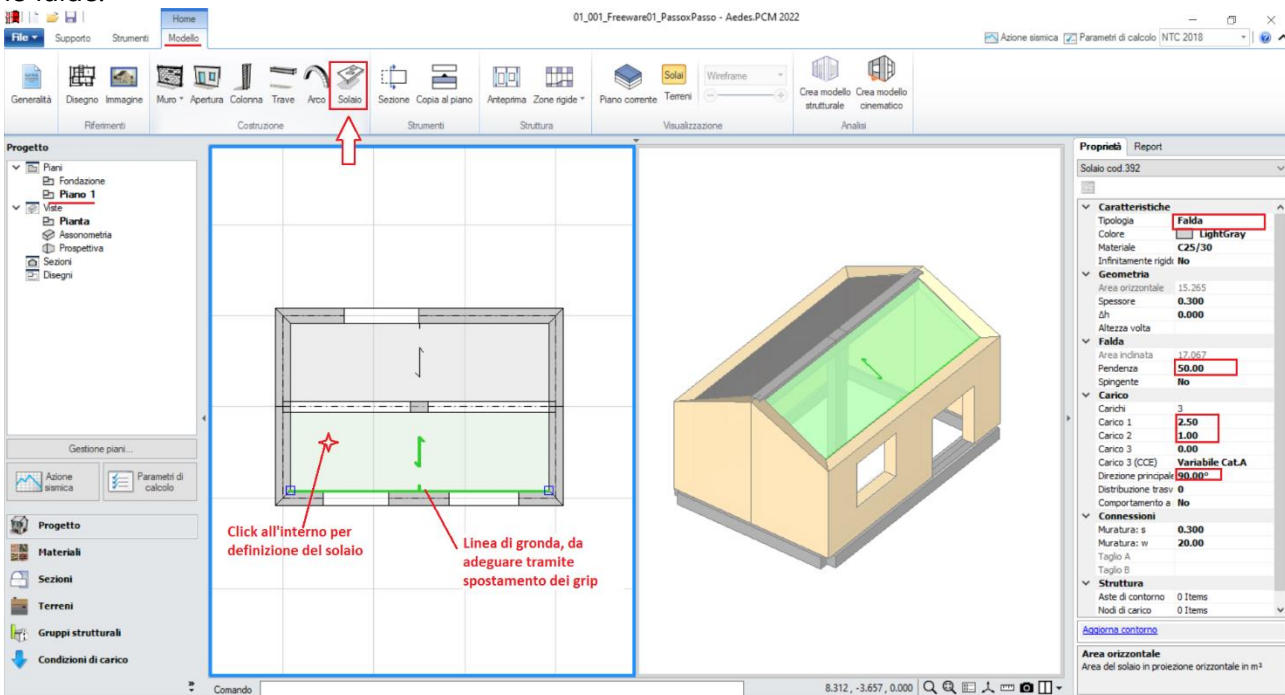 le falde.
Home
01_001_Freeware01_PassoxPasso - Aedes.PCM 2022
File Supporto Strumenti Modello
Azione sismica Parametri di calcolo NTC 2018
Generalità Disegno Immagine Muro Apertura Colonna Trave Arco Solaio Sezione Copia al piano Anteprima Zone rigide Piano corrente Solai Terreni Wireframe Crea modello strutturale Crea modello cinematico
Riferimenti Costruzione Strumenti Struttura Visualizzazione Analisi
Progetto
Piani
Fondazione
Piano 1
Viste
Pianta
Assonometria
Prospettiva
Sezioni
Disegni
Gestione piani...
Azione sismica
Parametri di calcolo
Progetto
Materiali
Sezioni
Terreni
Gruppi strutturali
Condizioni di carico
Click all'interno per
definizione del solaio
Linea di gronda, da
adeguare tramite
spostamento dei grip
Comando
8.312 , -3.657 , 0.000
Proprietà Report
Solaio cod.392
Caratteristiche
Tipologia Falda
Colore LightGray
Materiale C25/30
Infinitamente rigid No
Geometria
Area orizzontale 15.265
Spessore 0.300
Δh 0.000
Altezza volta
Falda
Area inclinata 17.067
Pendenza 50.00
Spingente No
Carico
Carichi 3
Carico 1 2.50
Carico 2 1.00
Carico 3 0.00
Carico 3 (CCE) Variabile Cat.A
Direzione principale 90.00°
Distribuzione trasv 0
Comportamento a No
Connessioni
Muratura: s 0.300
Muratura: w 20.00
Taglio A
Taglio B
Struttura
Aste di contorno 0 Items
Nodi di carico 0 Items
Aggiorna contorno
Area orizzontale
Area del solaio in proiezione orizzontale in m²